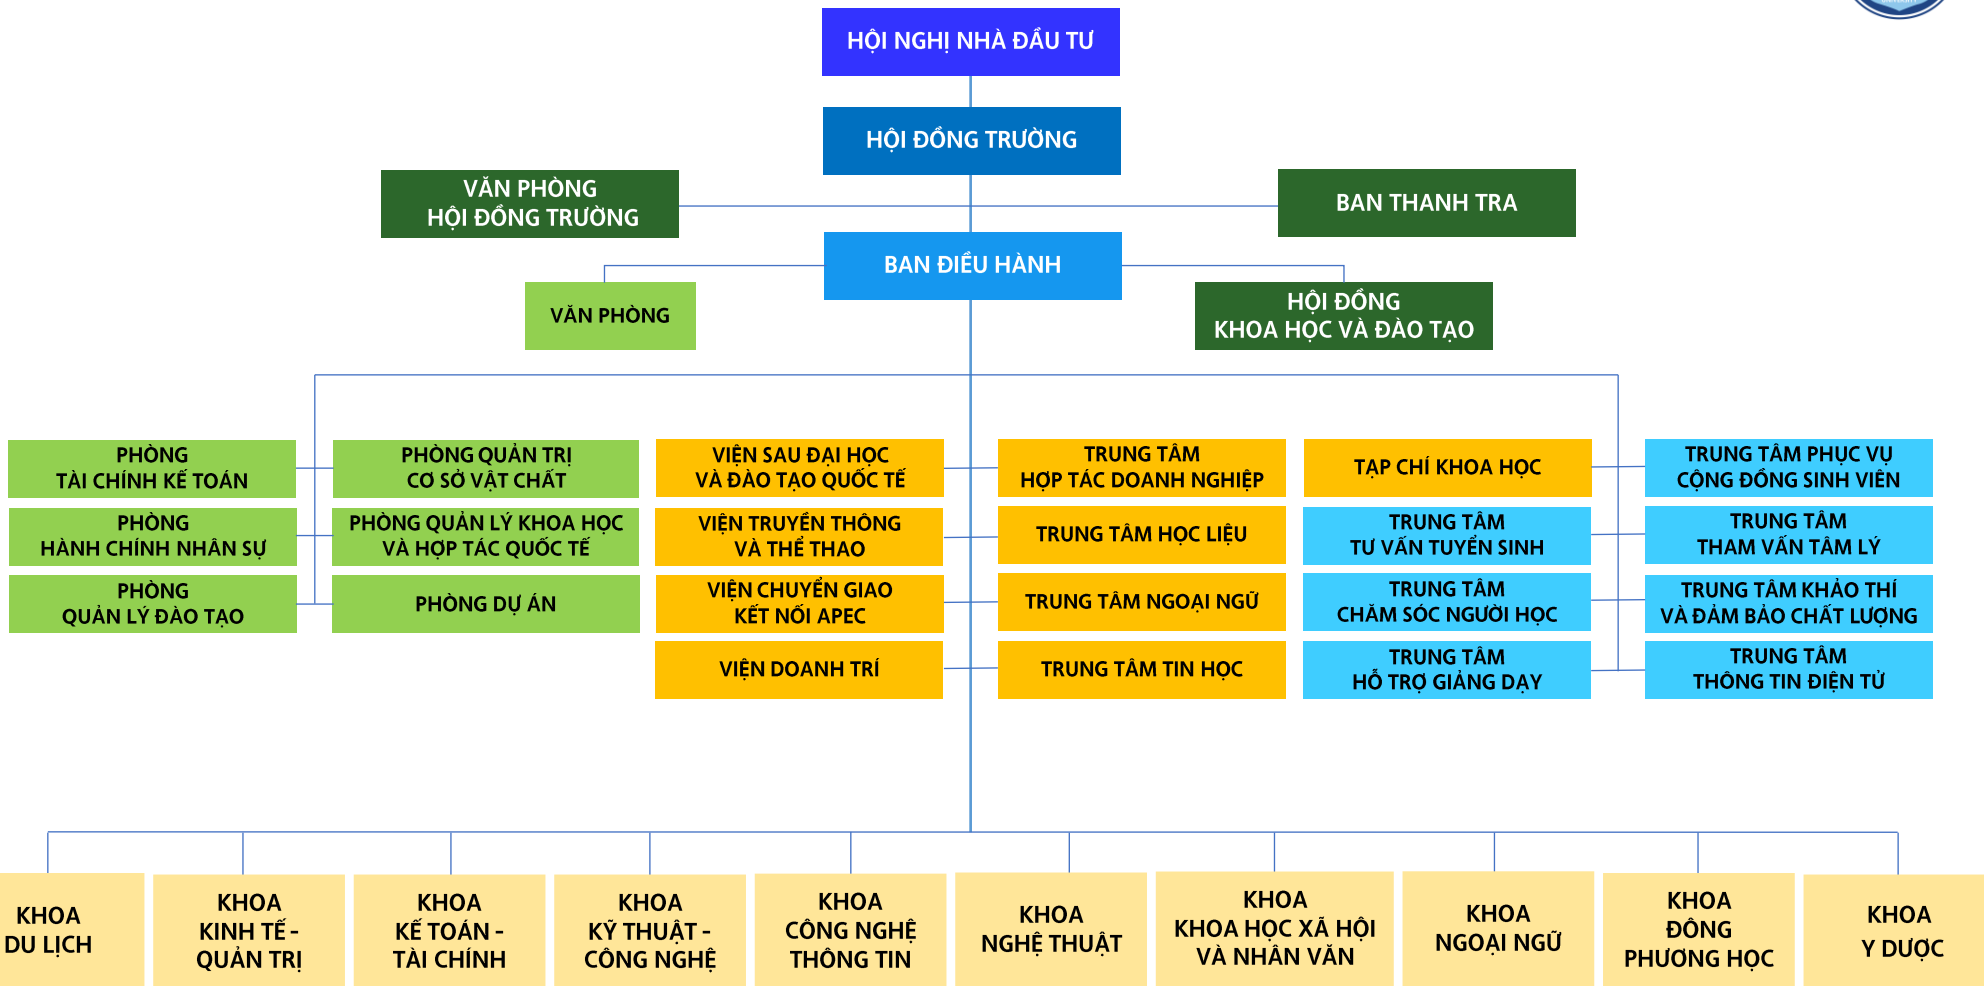 HỘI NGHỊ NHÀ ĐẦU TƯ
HỘI ĐỒNG TRƯỜNG
VĂN PHÒNG
HỘI ĐỒNG TRƯỜNG
BAN THANH TRA
BAN ĐIỀU HÀNH
VĂN PHÒNG
HỘI ĐỒNG
KHOA HỌC VÀ ĐÀO TẠO
PHÒNG
TÀI CHÍNH KẾ TOÁN
PHÒNG QUẢN TRỊ
CƠ SỞ VẬT CHẤT
VIỆN SAU ĐẠI HỌC
VÀ ĐÀO TẠO QUỐC TẾ
TRUNG TÂM
HỢP TÁC DOANH NGHIỆP
TẠP CHÍ KHOA HỌC
TRUNG TÂM PHỤC VỤ
CỘNG ĐỒNG SINH VIÊN
PHÒNG
HÀNH CHÍNH NHÂN SỰ
PHÒNG QUẢN LÝ KHOA HỌC
VÀ HỢP TÁC QUỐC TẾ
VIỆN TRUYỀN THÔNG
VÀ THỂ THAO
TRUNG TÂM HỌC LIỆU
TRUNG TÂM
TƯ VẤN TUYỂN SINH
TRUNG TÂM
THAM VẤN TÂM LÝ
PHÒNG
QUẢN LÝ ĐÀO TẠO
PHÒNG DỰ ÁN
VIỆN CHUYỂN GIAO
KẾT NỐI APEC
TRUNG TÂM NGOẠI NGỮ
TRUNG TÂM
CHĂM SÓC NGƯỜI HỌC
TRUNG TÂM KHẢO THÍ
VÀ ĐẢM BẢO CHẤT LƯỢNG
VIỆN DOANH TRÍ
TRUNG TÂM TIN HỌC
TRUNG TÂM
HỖ TRỢ GIẢNG DẠY
TRUNG TÂM
THÔNG TIN ĐIỆN TỬ
KHOA
DU LỊCH
KHOA
KINH TẾ -
QUẢN TRỊ
KHOA
KẾ TOÁN -
TÀI CHÍNH
KHOA
KỸ THUẬT -
CÔNG NGHỆ
KHOA
CÔNG NGHỆ
THÔNG TIN
KHOA
NGHỆ THUẬT
KHOA
KHOA HỌC XÃ HỘI
VÀ NHÂN VĂN
KHOA
NGOẠI NGỮ
KHOA
ĐÔNG
PHƯƠNG HỌC
KHOA
Y DƯỢC